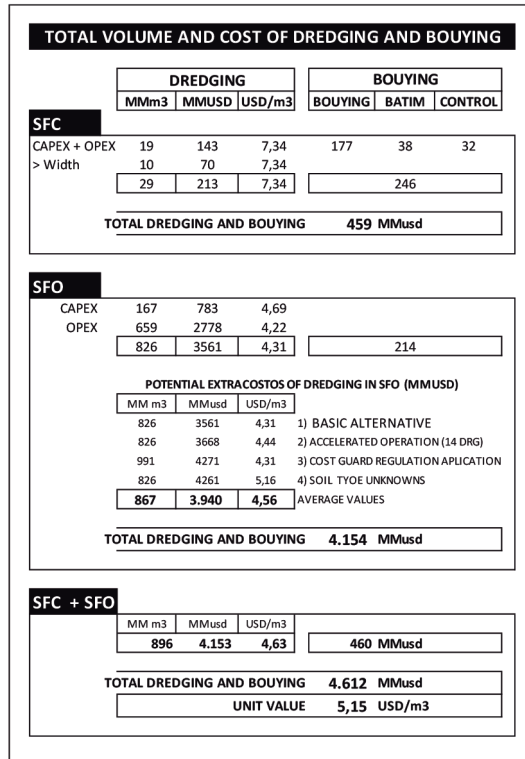 TOTAL VOLUME AND COST OF DREDGING AND BOUYING
DREDGING BOUYING
MMm3 MMUSD USD/m3 BOUYING BATIM CONTROL
SFC
CAPEX + OPEX 19 143 7,34 177 38 32
> Width 10 70 7,34
29 213 7,34 246
TOTAL DREDGING AND BOUYING 459 MMusd
SFO
CAPEX 167 783 4,69
OPEX 659 2778 4,22
826 3561 4,31 214
POTENTIAL EXTRACOSTOS OF DREDGING IN SFO (MMUSD)
MM m3 MMusd USD/m3
826 3561 4,31 1) BASIC ALTERNATIVE
826 3668 4,44 2) ACCELERATED OPERATION (14 DRG)
991 4271 4,31 3) COST GUARD REGULATION APLICATION
826 4261 5,16 4) SOIL TYOE UNKNOWNS
867 3.940 4,56 AVERAGE VALUES
TOTAL DREDGING AND BOUYING 4.154 MMusd
SFC + SFO
MM m3 MMusd USD/m3
896 4.153 4,63 460 MMusd
TOTAL DREDGING AND BOUYING 4.612 MMusd
UNIT VALUE 5,15 USD/m3